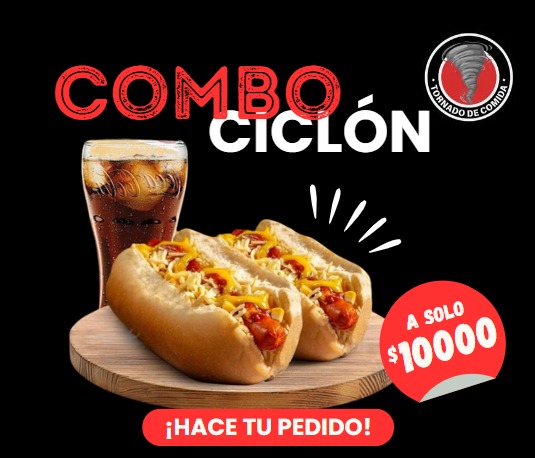 COMBO
CICLÓN
· TORNADO DE COMIDA ·
A SOLO
$10000
¡HACE TU PEDIDO!